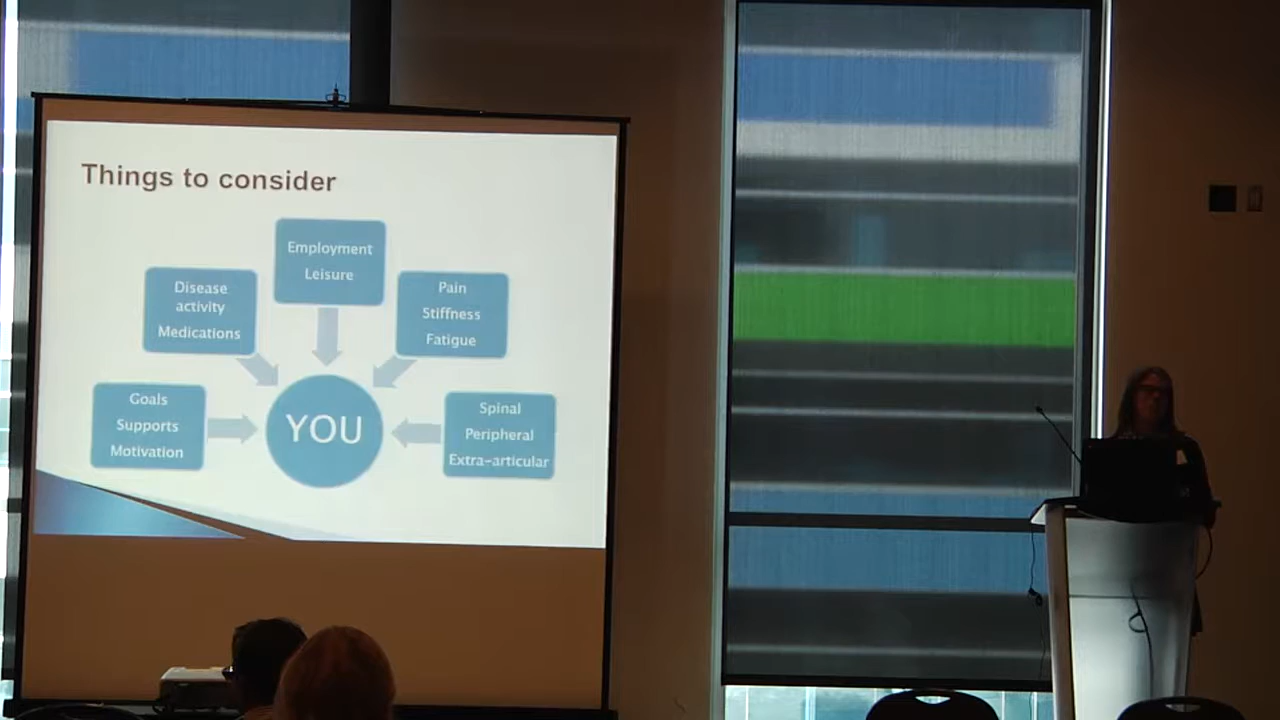 Things to consider
Employment
Leisure
Disease
activity
Medications
Pain
Stiffness
Fatigue
Goals
Supports
Motivation
YOU
Spinal
Peripheral
Extra-articular